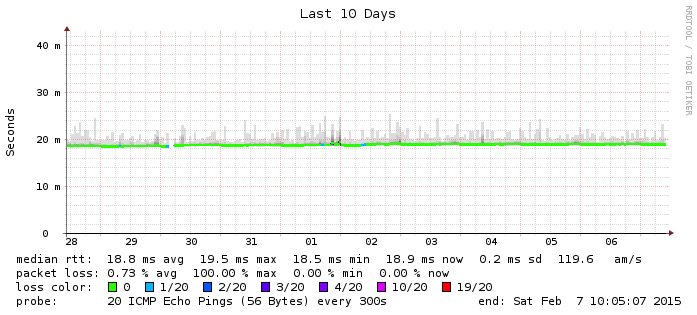 Last 10 Days
RRDTOOL / TOBI OETIKER
Seconds
40 m
30 m
20 m
10 m
0
28 29 30 31 01 02 03 04 05 06
median rtt: 18.8 ms avg 19.5 ms max 18.5 ms min 18.9 ms now 0.2 ms sd 119.6 am/s
packet loss: 0.73 % avg 100.00 % max 0.00 % min 0.00 % now
loss color: 0 1/20 2/20 3/20 4/20 10/20 19/20
probe: 20 ICMP Echo Pings (56 Bytes) every 300s end: Sat Feb 7 10:05:07 2015